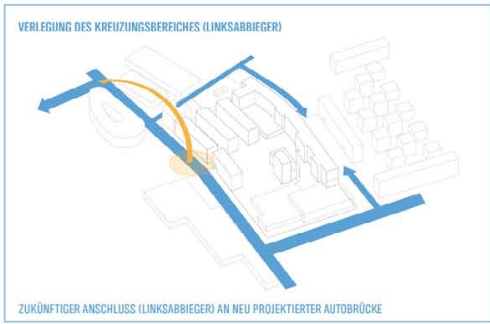 VERLEGUNG DES KREUZUNGSBEREICHES (LINKSABBIEGER)
ZUKÜNFTIGER ANSCHLUSS (LINKSABBIEGER) AN NEU PROJEKTIERTER AUTOBRÜCKE